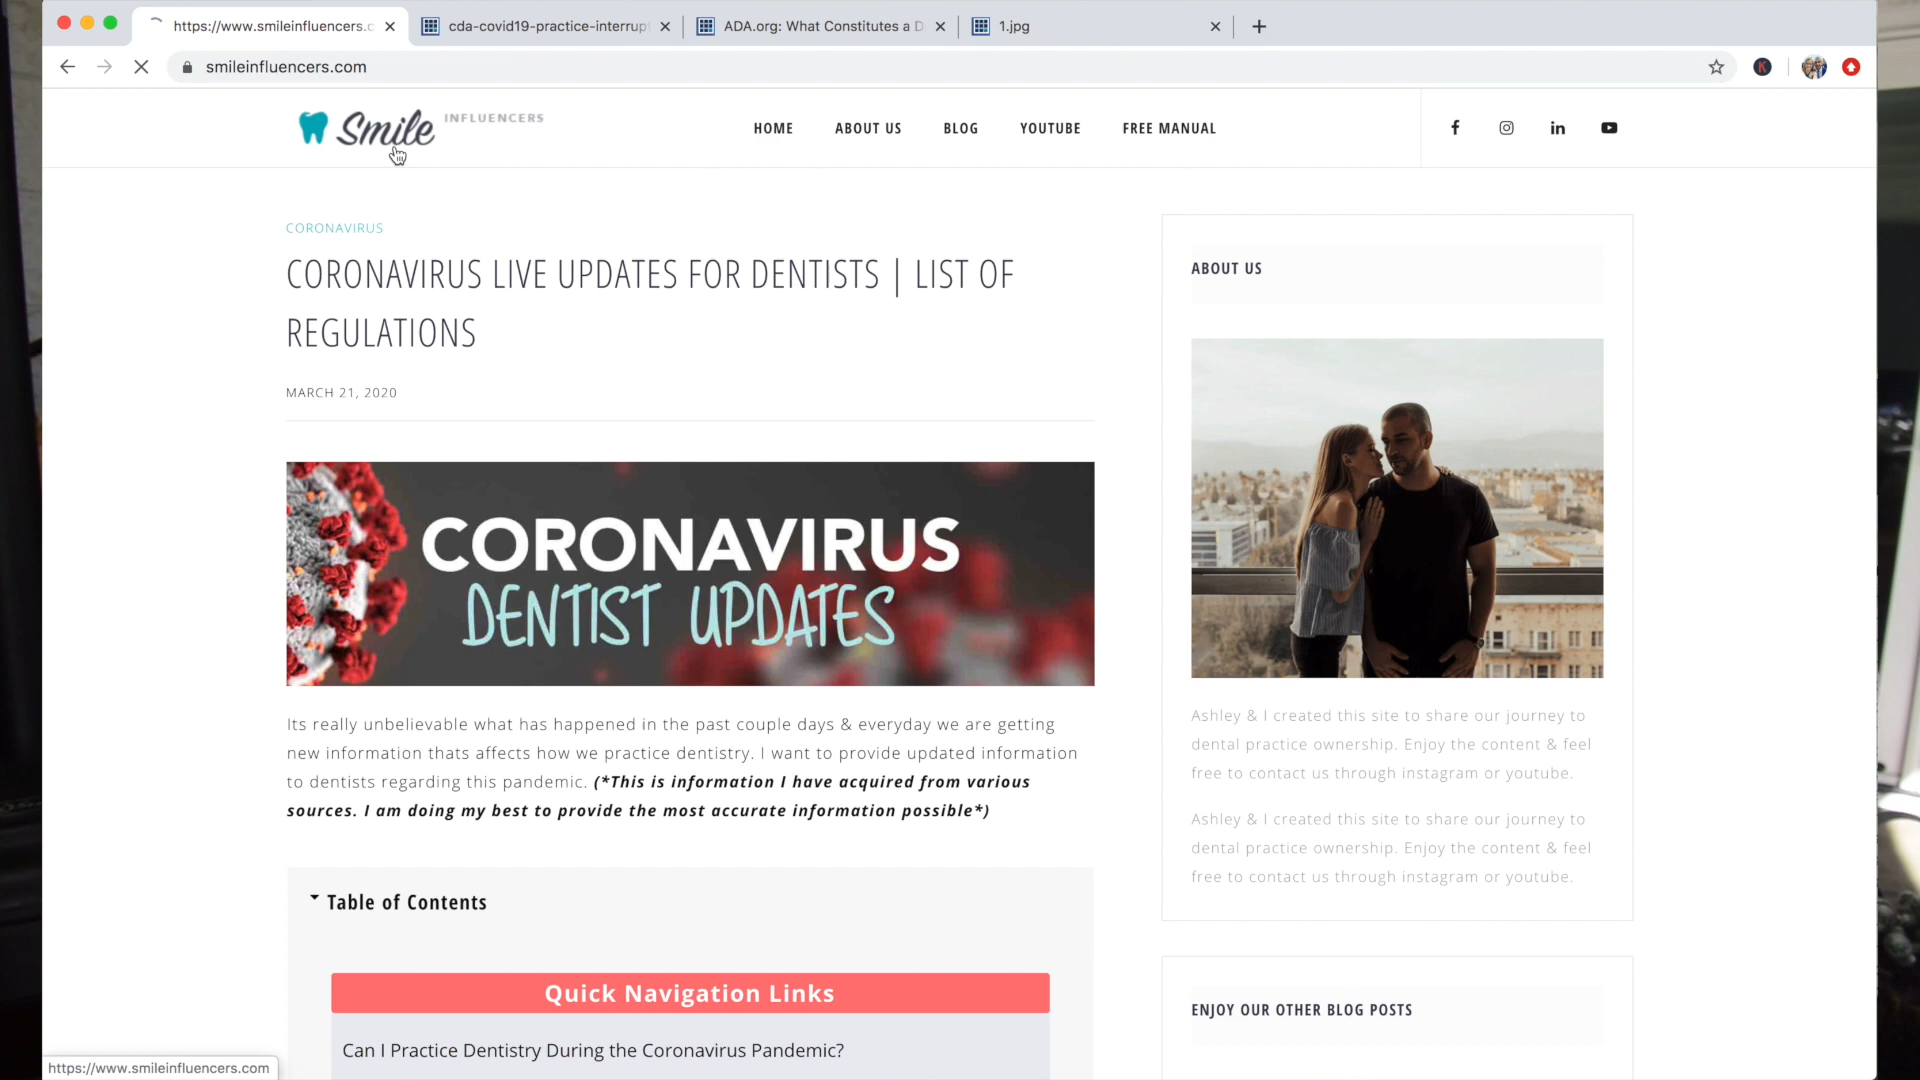 https://www.smileinfluencers.c
cda-covid19-practice-interrupt
ADA.org: What Constitutes a D
1.jpg
smileinfluencers.com
K
Smile INFLUENCERS
HOME
ABOUT US
BLOG
YOUTUBE
FREE MANUAL
CORONAVIRUS
CORONAVIRUS LIVE UPDATES FOR DENTISTS | LIST OF
REGULATIONS
MARCH 21, 2020
CORONAVIRUS
DENTIST UPDATES
Its really unbelievable what has happened in the past couple days & everyday we are getting
new information thats affects how we practice dentistry. I want to provide updated information
to dentists regarding this pandemic. (*This is information I have acquired from various
sources. I am doing my best to provide the most accurate information possible*)
Table of Contents
Quick Navigation Links
Can I Practice Dentistry During the Coronavirus Pandemic?
ABOUT US
Ashley & I created this site to share our journey to
dental practice ownership. Enjoy the content & feel
free to contact us through instagram or youtube.
Ashley & I created this site to share our journey to
dental practice ownership. Enjoy the content & feel
free to contact us through instagram or youtube.
ENJOY OUR OTHER BLOG POSTS
https://www.smileinfluencers.com